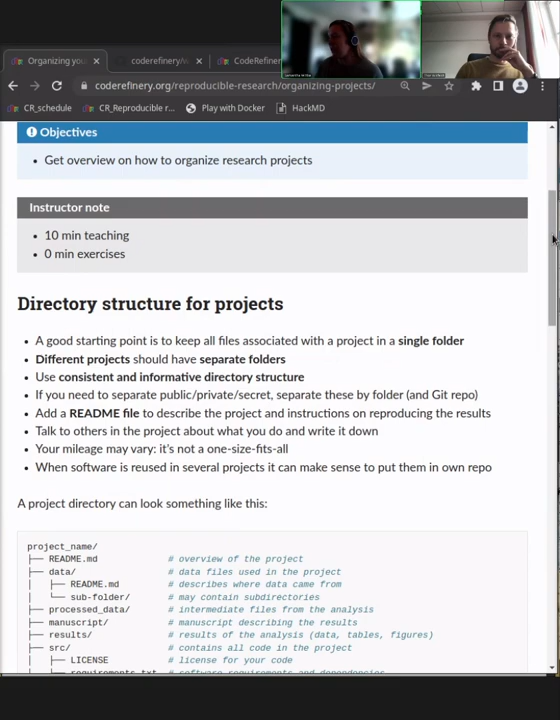 Organizing you
coderefinery/w
CodeRefine
coderefinery.org/reproducible-research/organizing-projects/
CR_schedule
CR_Reproducible r...
Play with Docker
HackMD
Objectives
• Get overview on how to organize research projects
Instructor note
• 10 min teaching
• 0 min exercises
Directory structure for projects
• A good starting point is to keep all files associated with a project in a single folder
• Different projects should have separate folders
• Use consistent and informative directory structure
• If you need to separate public/private/secret, separate these by folder (and Git repo)
• Add a README file to describe the project and instructions on reproducing the results
• Talk to others in the project about what you do and write it down
• Your mileage may vary: it's not a one-size-fits-all
• When software is reused in several projects it can make sense to put them in own repo
A project directory can look something like this:
project_name/
├── README.md # overview of the project
├── data/ # data files used in the project
│   ├── README.md # describes where data came from
│   └── sub-folder/ # may contain subdirectories
├── processed_data/ # intermediate files from the analysis
├── manuscript/ # manuscript describing the results
├── results/ # results of the analysis (data, tables, figures)
├── src/ # contains all code in the project
│   ├── LICENSE # license for your code
│   ├── requirements.txt # software requirements and dependencies